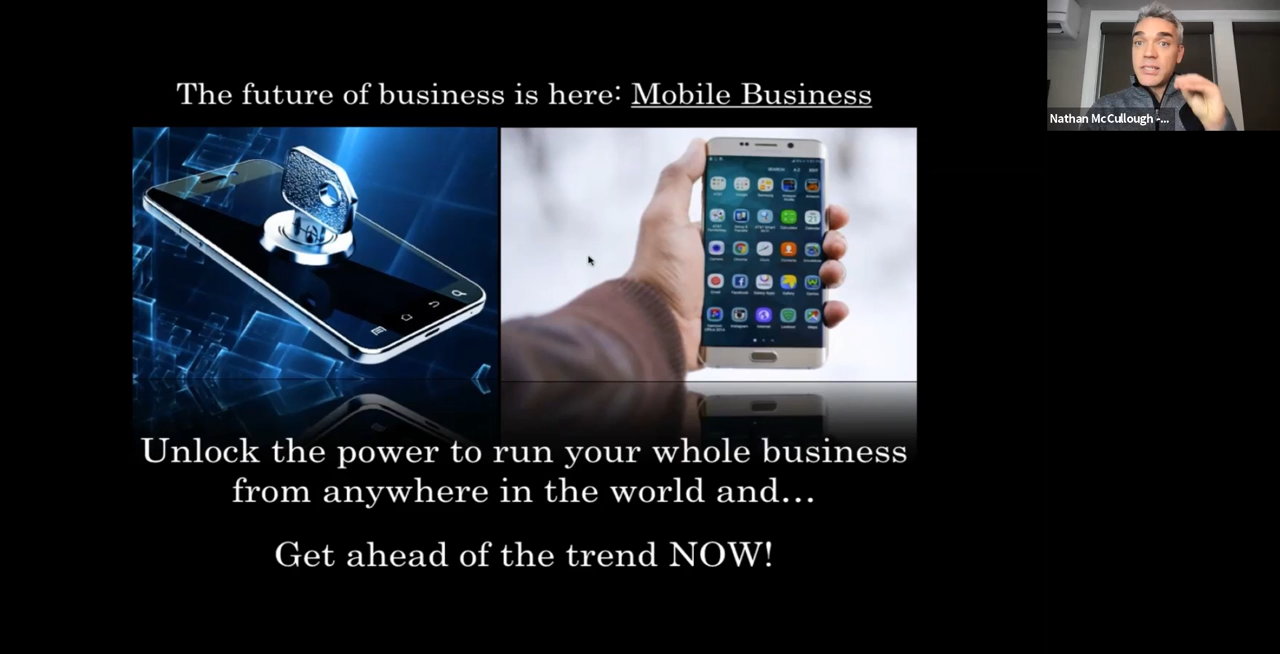 The future of business is here: Mobile Business
Nathan McCullough -...
Unlock the power to run your whole business
from anywhere in the world and...
Get ahead of the trend NOW!